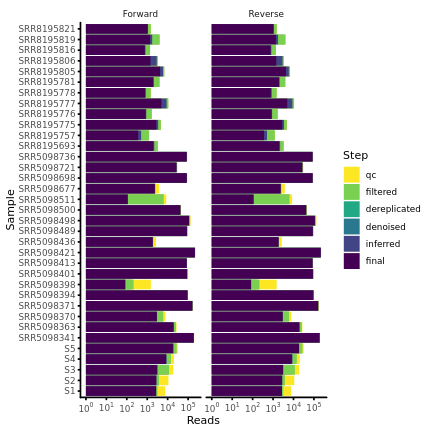 Forward Reverse
SRR8195821
SRR8195819
SRR8195816
SRR8195806
SRR8195805
SRR8195781
SRR8195778
SRR8195777
SRR8195776
SRR8195775
SRR8195757
SRR8195693
SRR5098736
SRR5098721
SRR5098698
SRR5098677
SRR5098511
SRR5098500
SRR5098498
SRR5098489
SRR5098436
SRR5098421
SRR5098413
SRR5098401
SRR5098398
SRR5098394
SRR5098371
SRR5098370
SRR5098363
SRR5098341
S5
S4
S3
S2
S1
Sample
10⁰ 10¹ 10² 10³ 10⁴ 10⁵ 10⁰ 10¹ 10² 10³ 10⁴ 10⁵
Reads
Step
qc
filtered
dereplicated
denoised
inferred
final